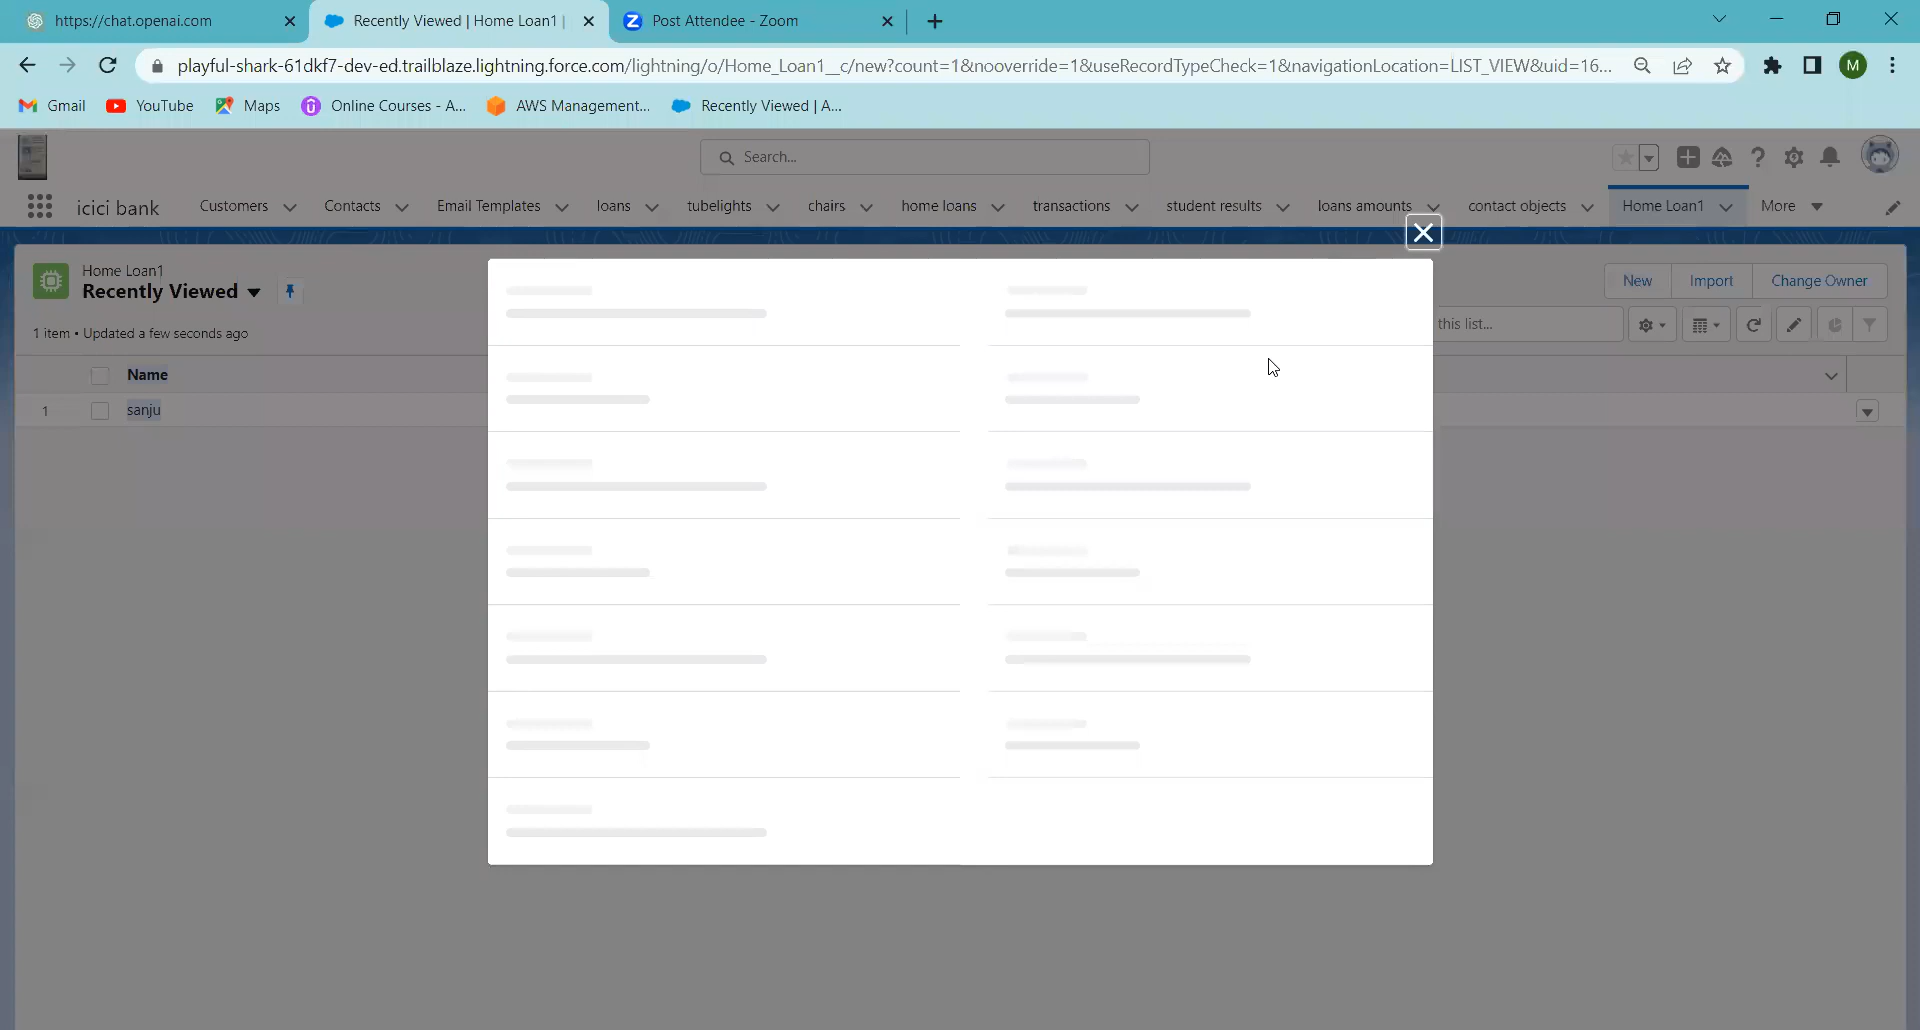 https://chat.openai.com
Recently Viewed | Home Loan1 |
Post Attendee - Zoom
playful-shark-61dkf7-dev-ed.trailblaze.lightning.force.com/lightning/o/Home_Loan1__c/new?count=1&nooverride=1&useRecordTypeCheck=1&navigationLocation=LIST_VIEW&uid=16...
M
Gmail
YouTube
Maps
Online Courses - A...
AWS Management...
Recently Viewed | A...
Search...
icici bank
Customers
Contacts
Email Templates
loans
tubelights
chairs
home loans
transactions
student results
loans amounts
contact objects
Home Loan1
More
Home Loan1
Recently Viewed
New
Import
Change Owner
1 item • Updated a few seconds ago
this list...
Name
1
sanju